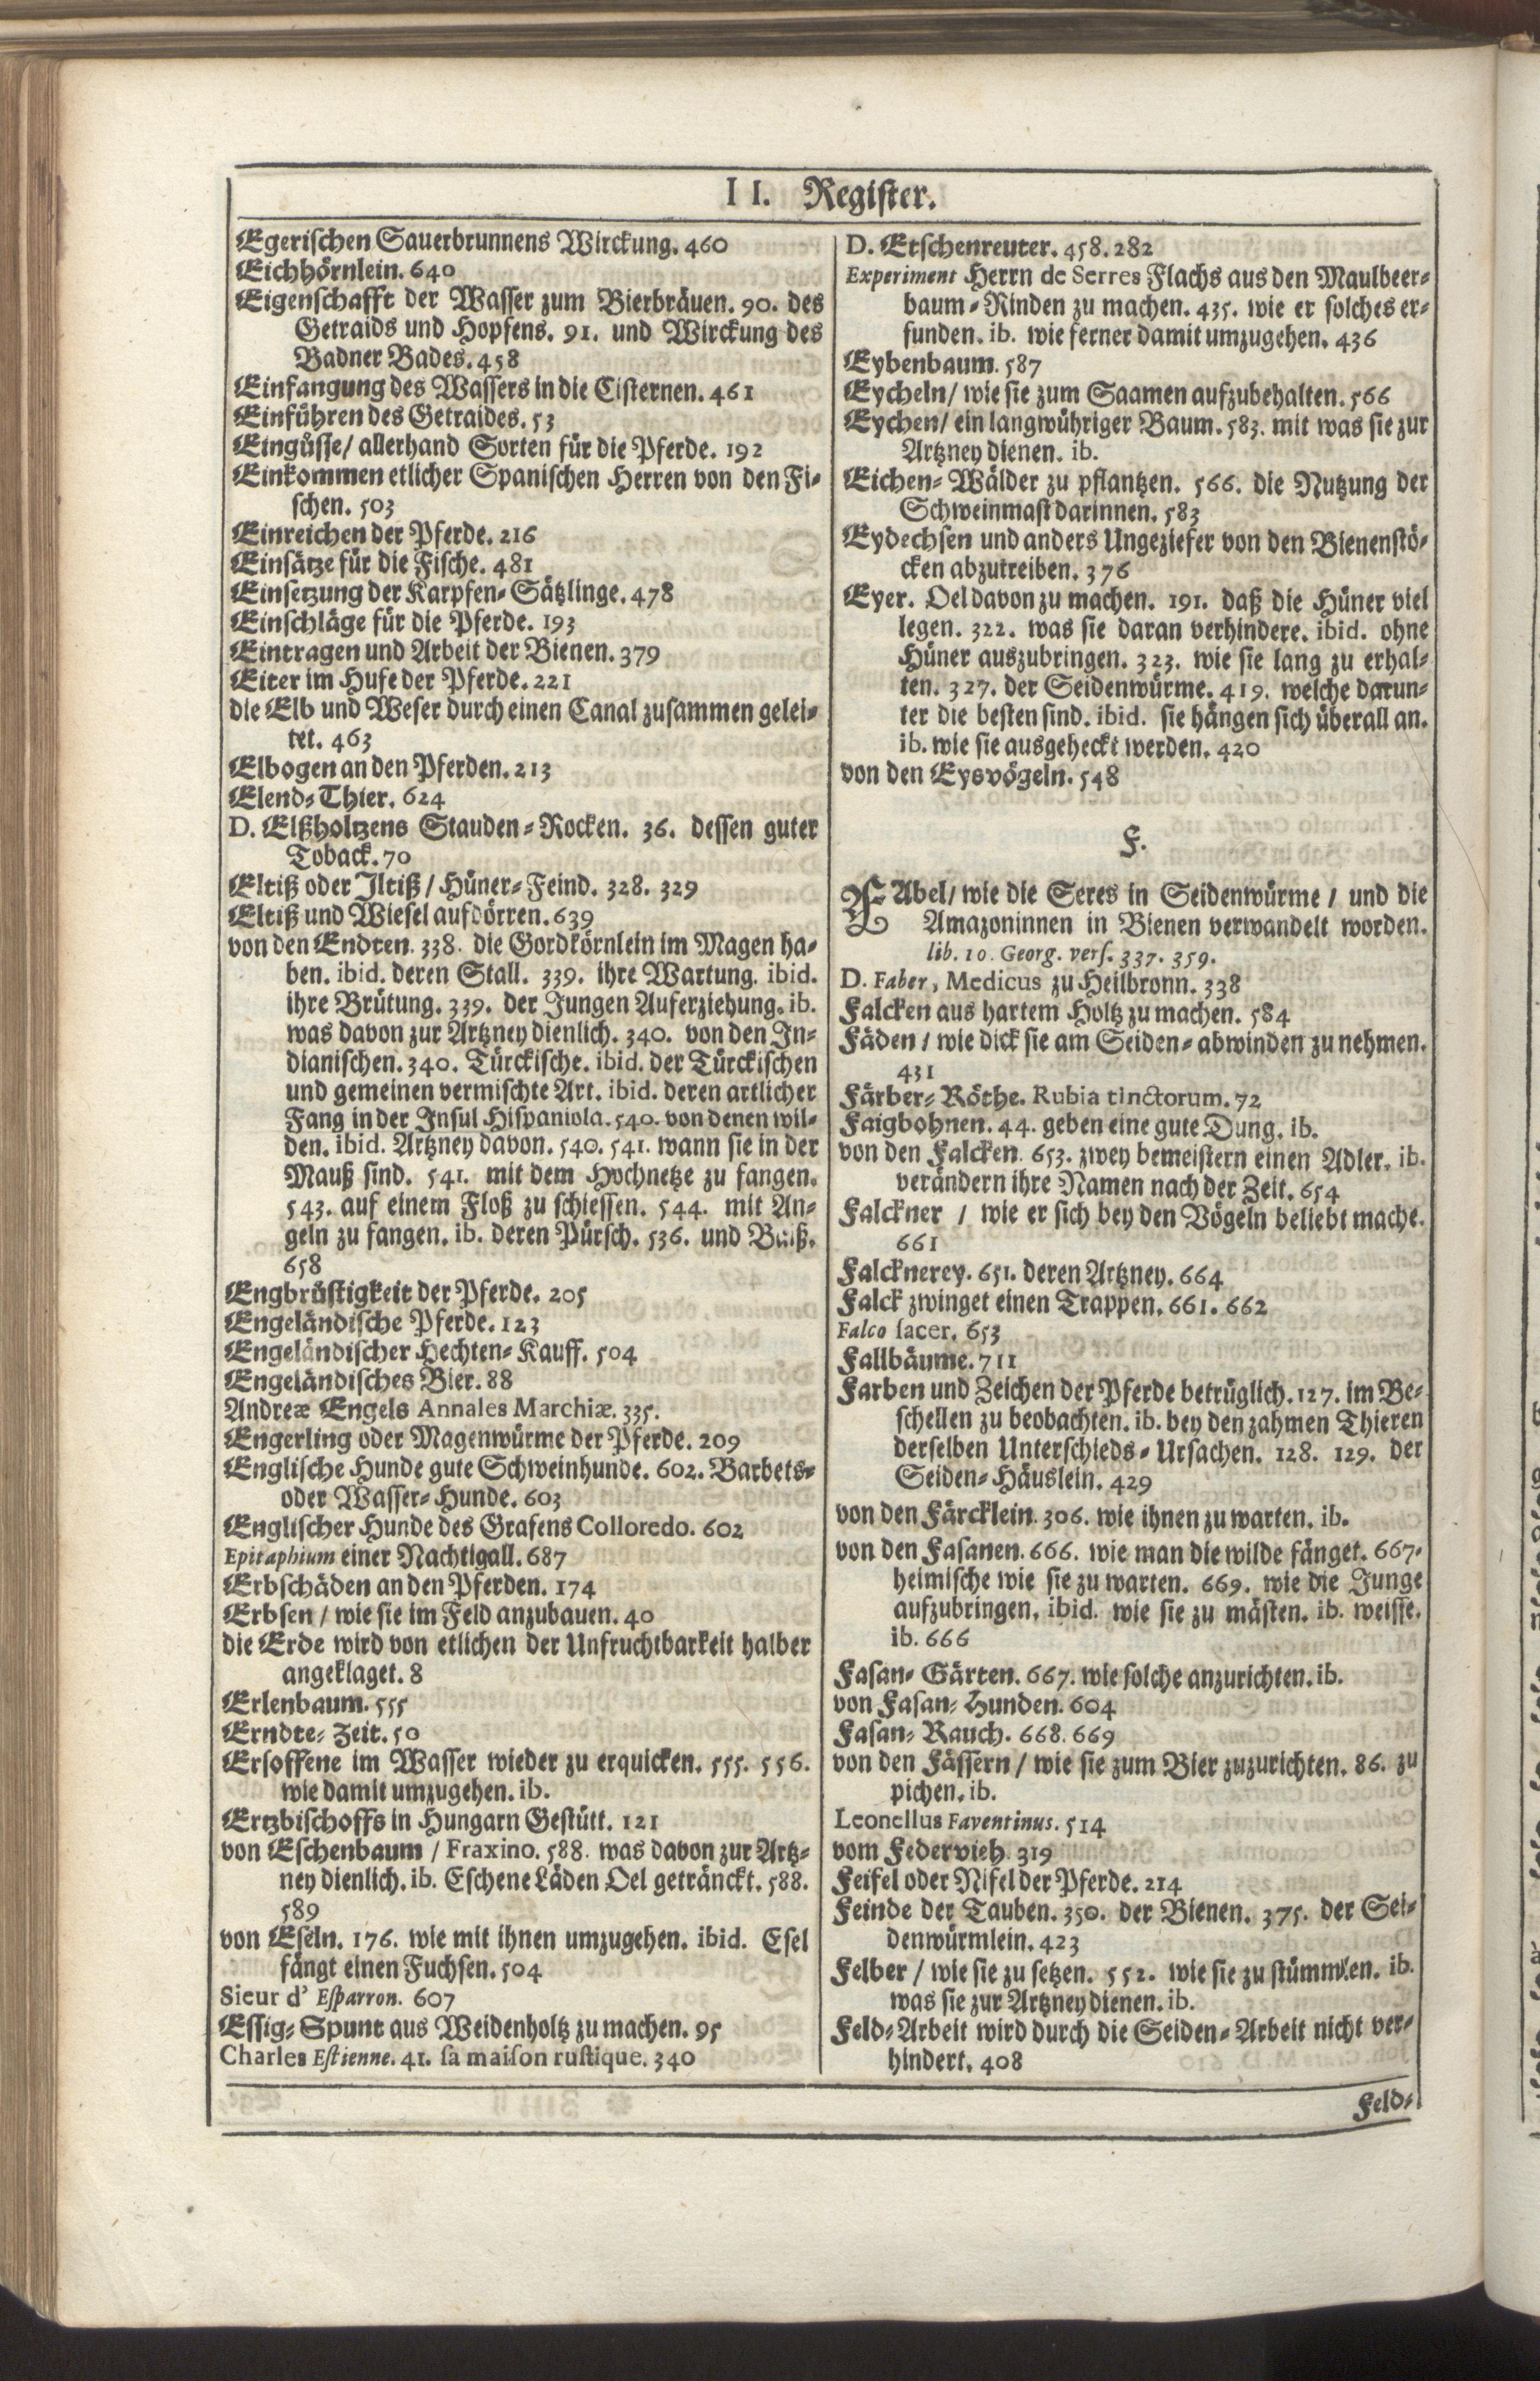 II. Register.
Egerischen Sauerbrunnens Wirckung. 460
Eichhörnlein. 640
Eigenschafft der Wasser zum Bierbräuen. 90. des
Getraids und Hopfens. 91. und Wirckung des
Badner Bades. 458
Einfangung des Wassers in die Cisternen. 461
Einführen des Getraides. 53
Eingüsse / allerhand Sorten für die Pferde. 192
Einkommen etlicher Spanischen Herren von den Fi-
schen. 503
Einreichen der Pferde. 216
Einsätze für die Fische. 481
Einsetzung der Karpfen-Sätzlinge. 478
Einschläge für die Pferde. 193
Eintragen und Arbeit der Bienen. 379
Eiter im Hufe der Pferde. 221
die Elb und Weser durch einen Canal zusammen gelei-
tet. 463
Elbogen an den Pferden. 213
Elend-Thier. 624
D. Elßholtzens Stauden-Rocken. 36. dessen guter
Toback. 70
Eltiß oder Iltiß / Hüner-Feind. 328. 329
Eltiß und Wiesel aufdörren. 639
von den Endten. 338. die Gordkörnlein im Magen ha-
ben. ibid. deren Stall. 339. ihre Wartung. ibid.
ihre Brütung. 339. der Jungen Auferziehung. ib.
was davon zur Artzney dienlich. 340. von den In-
dianischen. 340. Türckische. ibid. der Türckischen
und gemeinen vermischte Art. ibid. deren artlicher
Fang in der Insul Hispaniola. 540. von denen wil-
den. ibid. Artzney davon. 540. 541. wann sie in der
Mauß sind. 541. mit dem Hochnetze zu fangen.
543. auf einem Floß zu schiessen. 544. mit An-
geln zu fangen. ib. deren Pürsch. 536. und Baiß.
658
Engbrüstigkeit der Pferde. 205
Engeländische Pferde. 123
Engeländischer Hechten-Kauff. 504
Engeländisches Bier. 88
Andreæ Engels Annales Marchiæ. 335.
Engerling oder Magenwürme der Pferde. 209
Englische Hunde gute Schweinhunde. 602. Barbets-
oder Wasser-Hunde. 603
Englischer Hunde des Grafens Colloredo. 602
Epitaphium einer Nachtigall. 687
Erbschäden an den Pferden. 174
Erbsen / wie sie im Feld anzubauen. 40
die Erde wird von etlichen der Unfruchtbarkeit halber
angeklaget. 8
Erlenbaum. 555
Erndte-Zeit. 50
Ersoffene im Wasser wieder zu erquicken. 555. 556.
wie damit umzugehen. ib.
Ertzbischoffs in Hungarn Gestütt. 121
von Eschenbaum / Fraxino. 588. was davon zur Artz-
ney dienlich. ib. Eschene Läden Oel getränckt. 588.
589
von Eseln. 176. wie mit ihnen umzugehen. ibid. Esel
fängt einen Fuchsen. 504
Sieur d' Esparron. 607
Essig-Spunt aus Weidenholtz zu machen. 95
Charles Estienne. 41. sa maison rustique. 340
D. Etschenreuter. 458. 282
Experiment Herrn de Serres Flachs aus den Maulbeer-
baum-Rinden zu machen. 435. wie er solches er-
funden. ib. wie ferner damit umzugehen. 436
Eybenbaum. 587
Eycheln / wie sie zum Saamen aufzubehalten. 566
Eychen / ein langwühriger Baum. 583. mit was sie zur
Artzney dienen. ib.
Eichen-Wälder zu pflantzen. 566. die Nutzung der
Schweinmast darinnen. 583
Eydechsen und anders Ungeziefer von den Bienenstö-
cken abzutreiben. 376
Eyer. Oel davon zu machen. 191. daß die Hüner viel
legen. 322. was sie daran verhindere. ibid. ohne
Hüner auszubringen. 323. wie sie lang zu erhal-
ten. 327. der Seidenwürme. 419. welche darun-
ter die besten sind. ibid. sie hängen sich überall an.
ib. wie sie ausgeheckt werden. 420
von den Eysvögeln. 548
F.
FAbel / wie die Seres in Seidenwürme / und die
Amazoninnen in Bienen verwandelt worden.
lib. 10. Georg. vers. 337. 359.
D. Faber, Medicus zu Heilbronn. 338
Falcken aus hartem Holtz zu machen. 584
Fäden / wie dick sie am Seiden-abwinden zu nehmen.
431
Färber-Röthe. Rubia tinctorum. 72
Faigbohnen. 44. geben eine gute Dung. ib.
von den Falcken. 653. zwey bemeistern einen Adler. ib.
verändern ihre Namen nach der Zeit. 654
Falckner / wie er sich bey den Vögeln beliebt mache.
661
Falcknerey. 651. deren Artzney. 664
Falck zwinget einen Trappen. 661. 662
Falco sacer. 653
Fallbäume. 711
Farben und Zeichen der Pferde betrüglich. 127. im Be-
schellen zu beobachten. ib. bey den zahmen Thieren
derselben Unterschieds-Ursachen. 128. 129. der
Seiden-Häuslein. 429
von den Färcklein. 306. wie ihnen zu warten. ib.
von den Fasanen. 666. wie man die wilde fänget. 667.
heimische wie sie zu warten. 669. wie die Junge
aufzubringen. ibid. wie sie zu mästen. ib. weisse.
ib. 666
Fasan-Gärten. 667. wie solche anzurichten. ib.
von Fasan-Hunden. 604
Fasan-Rauch. 668. 669
von den Fässern / wie sie zum Bier zuzurichten. 86. zu
pichen. ib.
Leonellus Faventinus. 514
vom Federvieh. 319
Feifel oder Nifel der Pferde. 214
Feinde der Tauben. 350. der Bienen. 375. der Sei-
denwürmlein. 423
Felber / wie sie zu setzen. 552. wie sie zu stümmlen. ib.
was sie zur Artzney dienen. ib.
Feld-Arbeit wird durch die Seiden-Arbeit nicht ver-
hindert. 408
Feld-